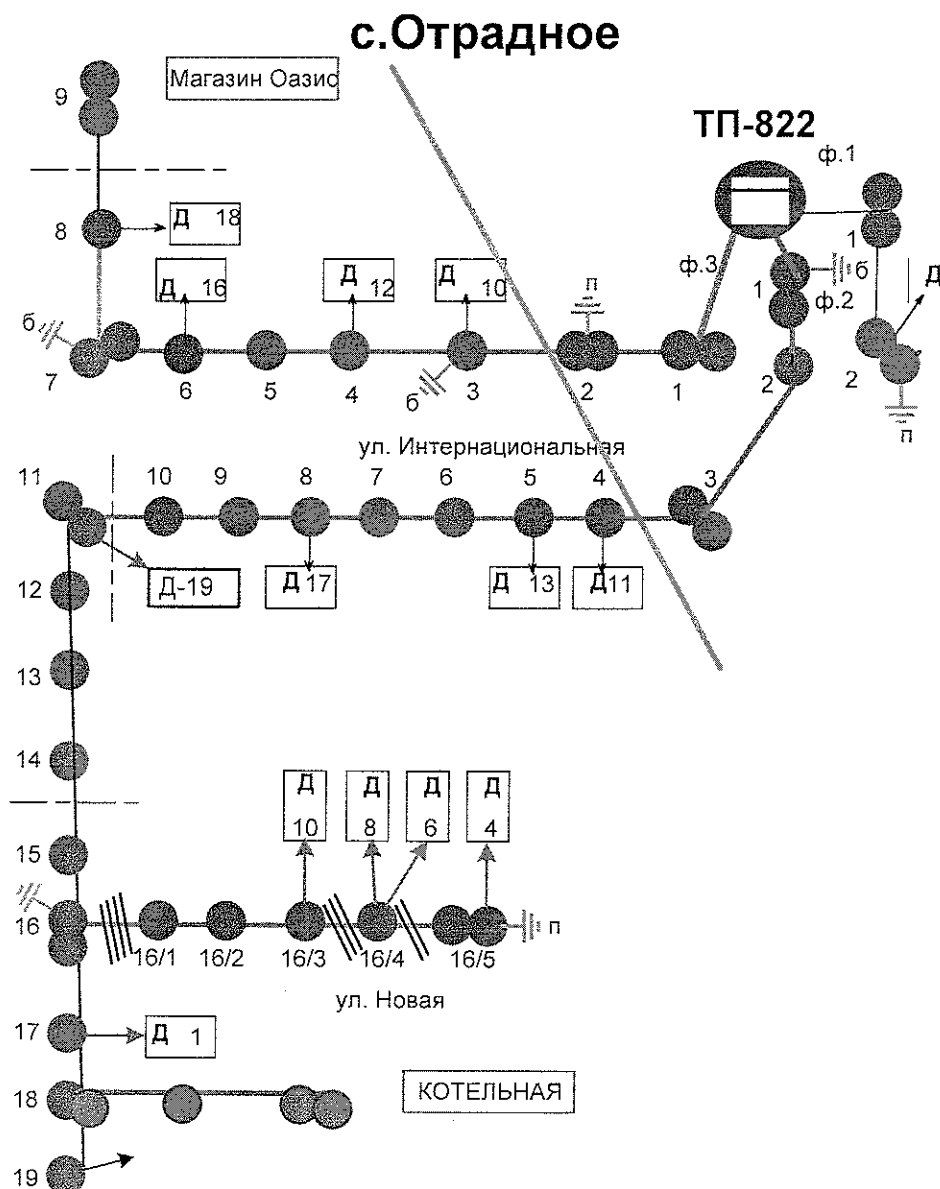 с.Отрадное
Магазин Оазис
ТП-822
9
ф.1
8
Д 18
1
б
Д
ф.3
Д 16
Д 12
Д 10
п
1
ф.2
б
7
6
5
4
б
3
2
1
2
2
п
ул. Интернациональная
11
10
9
8
7
6
5
4
3
Д-19
Д 17
Д 13
Д 11
12
13
14
Д 10
Д 8
Д 6
Д 4
15
16
п
16/1
16/2
16/3
16/4
16/5
ул. Новая
17
Д 1
18
КОТЕЛЬНАЯ
19